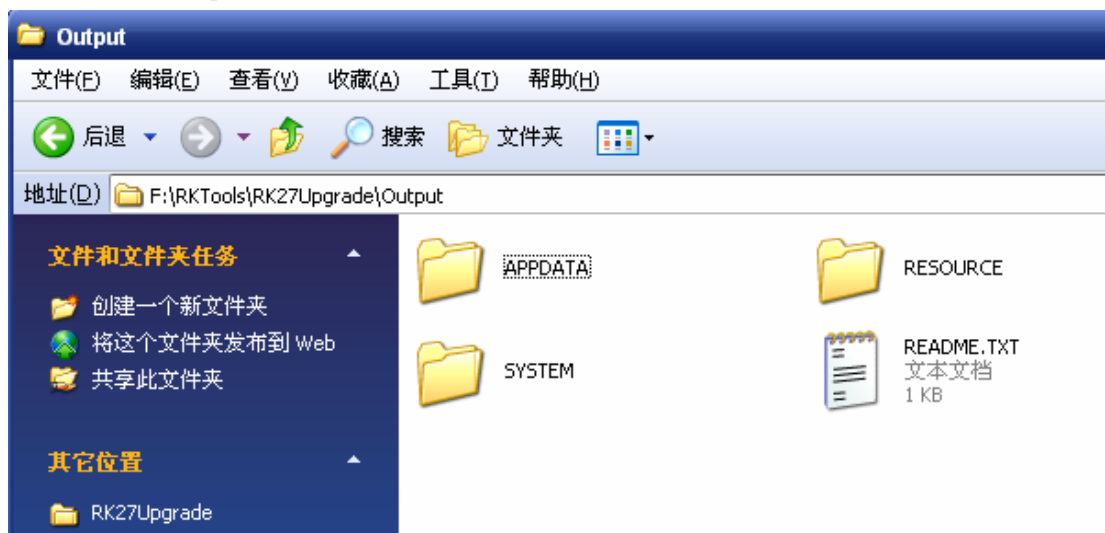 Output
文件(F) 编辑(E) 查看(V) 收藏(A) 工具(T) 帮助(H)
后退 搜索 文件夹
地址(D) F:\RKTools\RK27Upgrade\Output
文件和文件夹任务
创建一个新文件夹
将这个文件夹发布到 Web
共享此文件夹
其它位置
RK27Upgrade
APPDATA
RESOURCE
SYSTEM
README.TXT
文本文档
1 KB